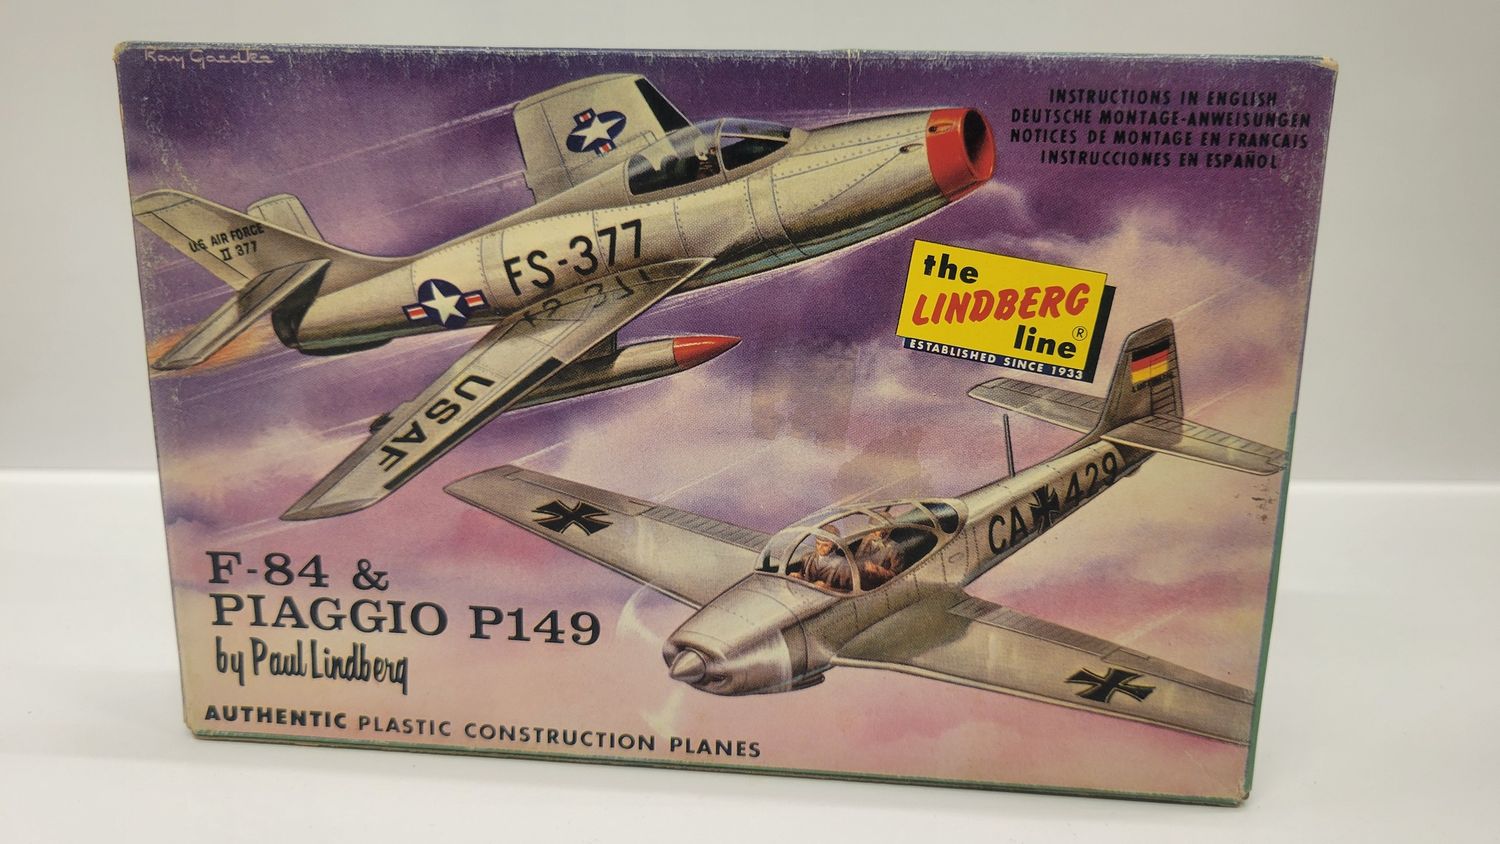 Ray Gaedke
INSTRUCTIONS IN ENGLISH
DEUTSCHE MONTAGE-ANWEISUNGEN
NOTICES DE MONTAGE EN FRANCAIS
INSTRUCCIONES EN ESPAÑOL
U.S. AIR FORCE
II 377
FS-377
USAF
the
LINDBERG
line®
ESTABLISHED SINCE 1933
CA 429
F-84 &
PIAGGIO P149
by Paul Lindberg
AUTHENTIC PLASTIC CONSTRUCTION PLANES